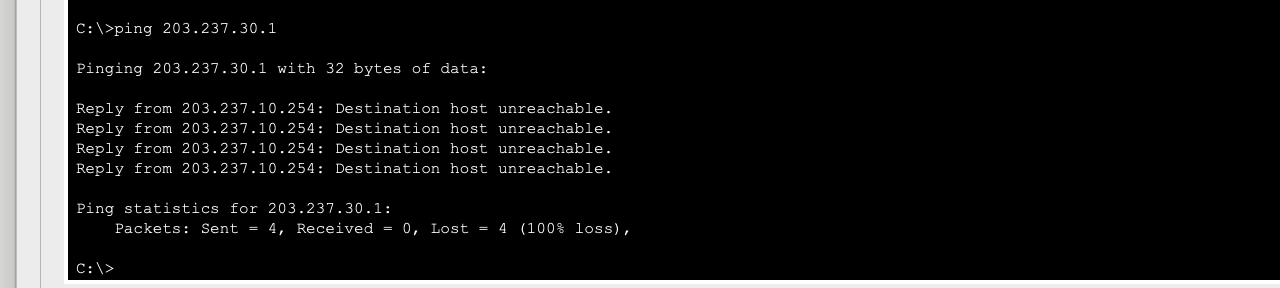 C:\>ping 203.237.30.1
Pinging 203.237.30.1 with 32 bytes of data:
Reply from 203.237.10.254: Destination host unreachable.
Reply from 203.237.10.254: Destination host unreachable.
Reply from 203.237.10.254: Destination host unreachable.
Reply from 203.237.10.254: Destination host unreachable.
Ping statistics for 203.237.30.1:
Packets: Sent = 4, Received = 0, Lost = 4 (100% loss),
C:\>